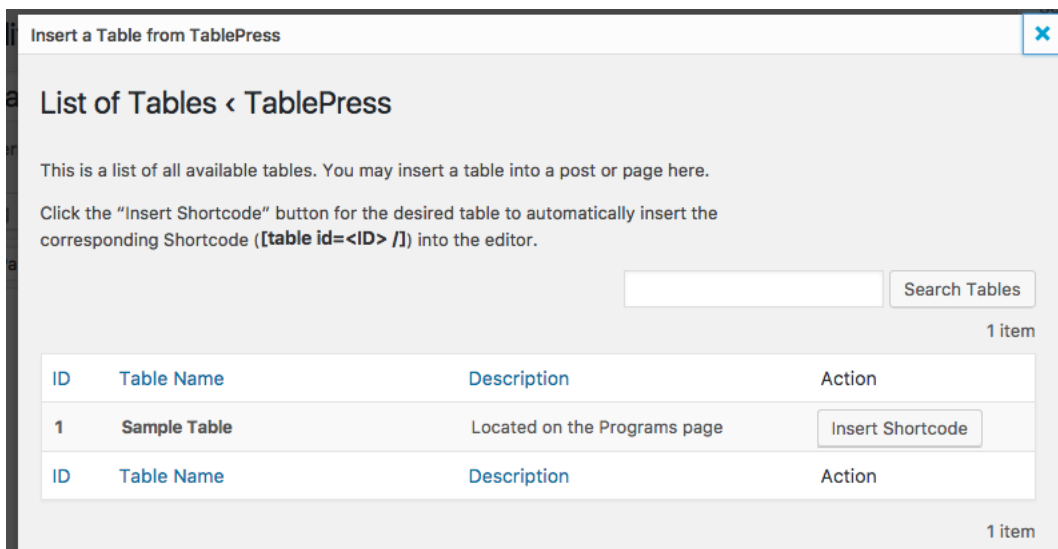 Insert a Table from TablePress
List of Tables ‹ TablePress
This is a list of all available tables. You may insert a table into a post or page here.
Click the “Insert Shortcode” button for the desired table to automatically insert the
corresponding Shortcode ([table id=<ID> /]) into the editor.
Search Tables
1 item
ID Table Name Description Action
1 Sample Table Located on the Programs page Insert Shortcode
ID Table Name Description Action
1 item